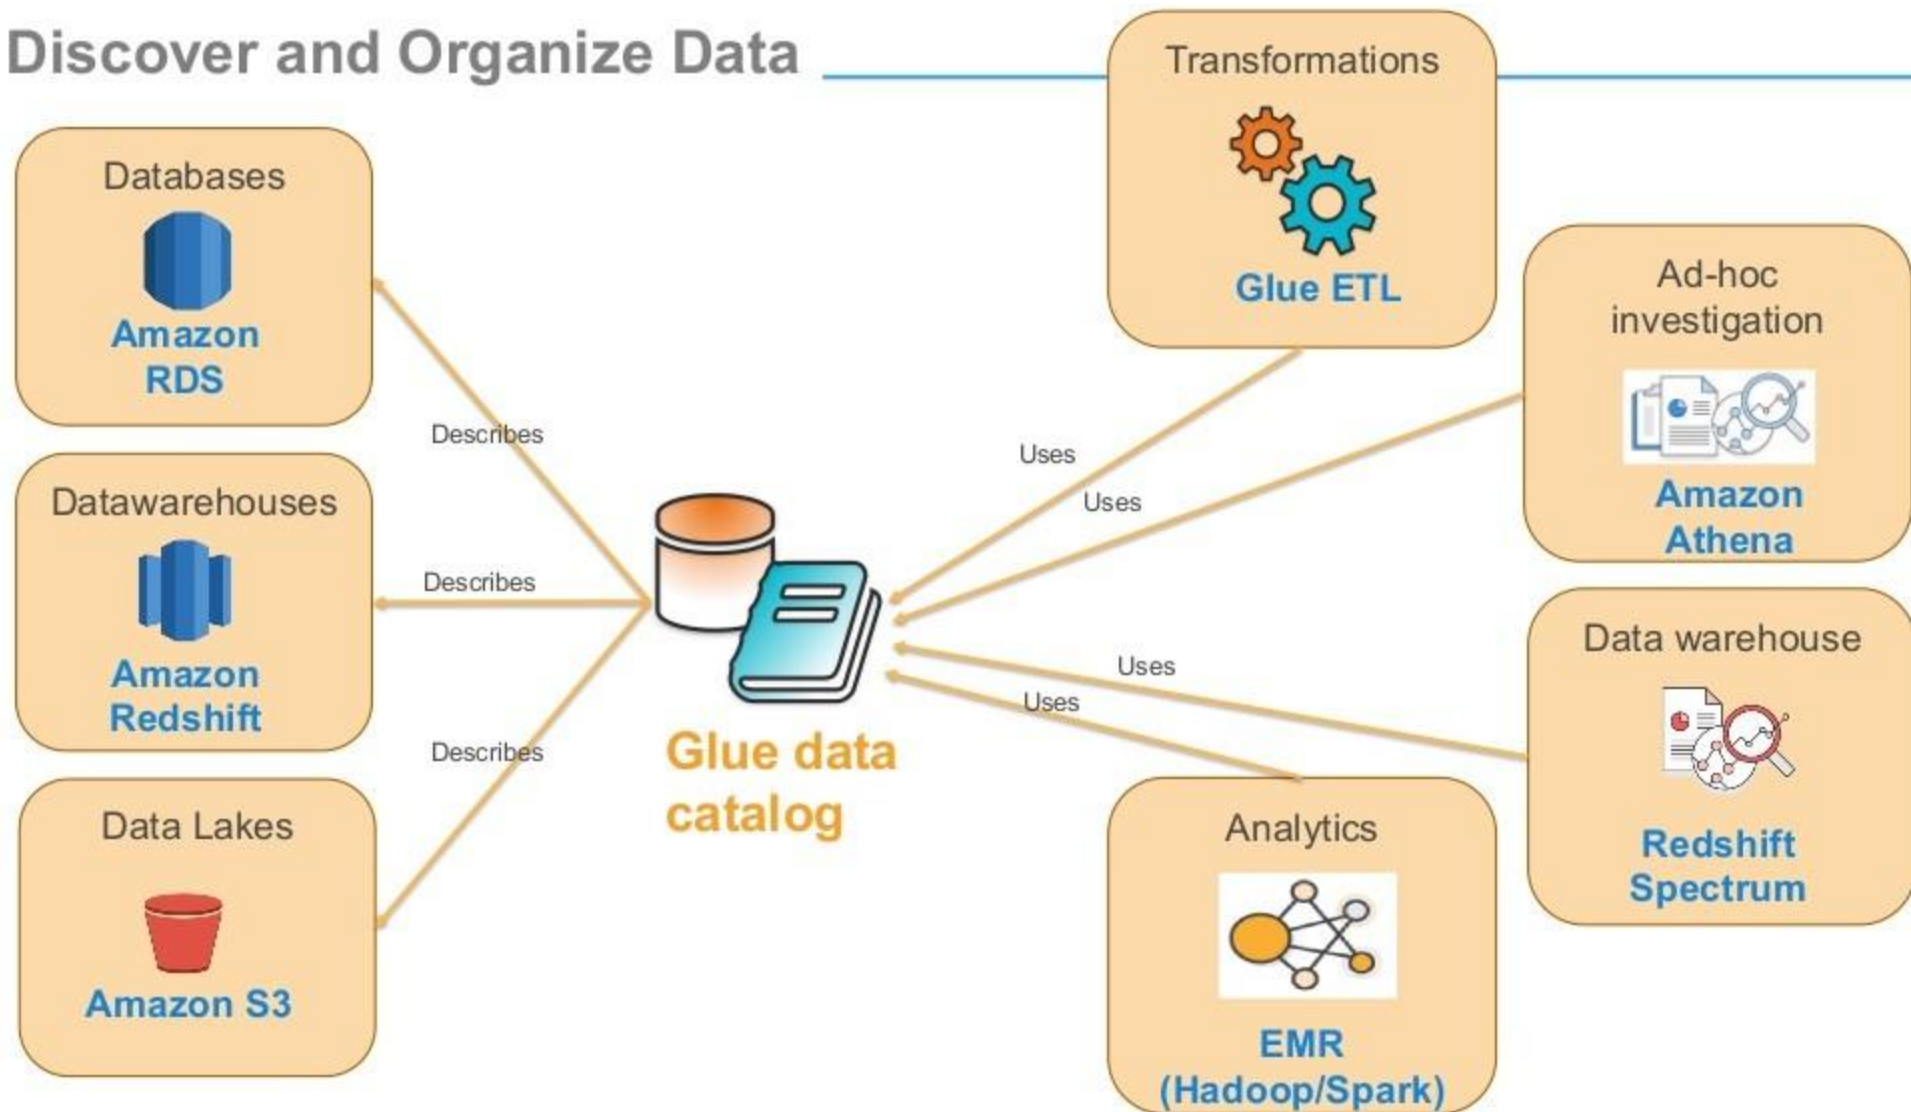 Discover and Organize Data
Databases
Amazon
RDS
Describes
Datawarehouses
Amazon
Redshift
Describes
Data Lakes
Amazon S3
Describes
Glue data
catalog
Transformations
Glue ETL
Uses
Ad-hoc
investigation
Amazon
Athena
Uses
Data warehouse
Redshift
Spectrum
Uses
Analytics
EMR
(Hadoop/Spark)
Uses